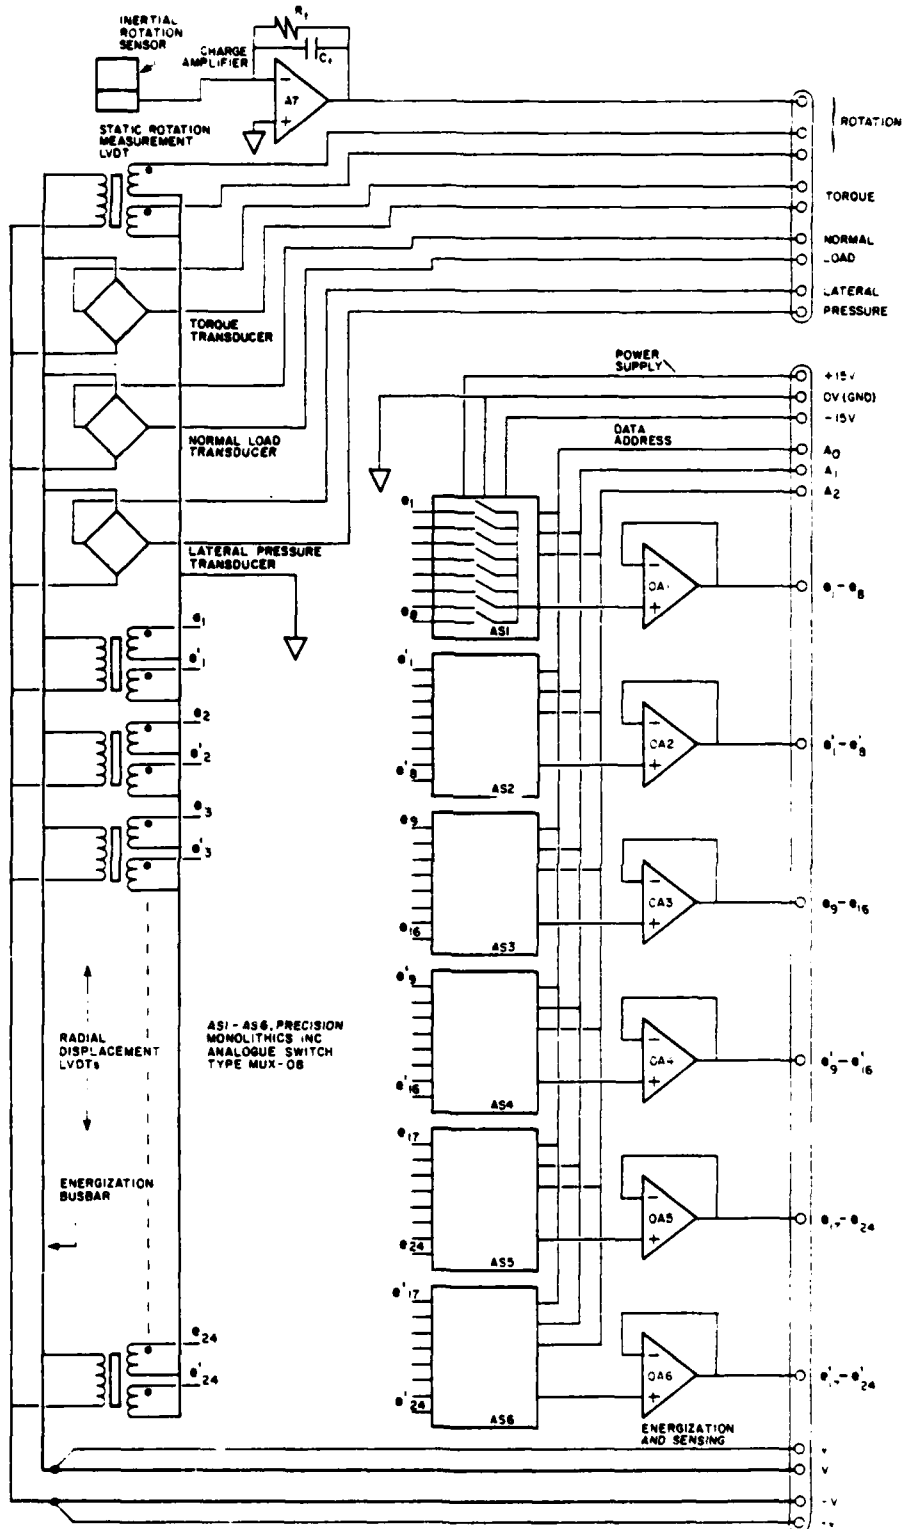 INERTIAL
ROTATION
SENSOR
CHARGE
AMPLIFIER
R_f
C_f
A7
-
+
STATIC ROTATION
MEASUREMENT
LVDT
ROTATION
TORQUE
NORMAL
LOAD
LATERAL
PRESSURE
TORQUE
TRANSDUCER
NORMAL LOAD
TRANSDUCER
LATERAL PRESSURE
TRANSDUCER
POWER
SUPPLY
+15V
0V (GND)
-15V
DATA
ADDRESS
A0
A1
A2
e1
e8
AS1
OA1
-
+
e1-e8
e1
e'1
e'1
e'8
AS2
OA2
-
+
e'1-e'8
e2
e'2
e3
e'3
e9
e16
AS3
OA3
-
+
e9-e16
RADIAL
DISPLACEMENT
LVDTs
AS1-AS6, PRECISION
MONOLITHICS INC
ANALOGUE SWITCH
TYPE MUX-08
e'9
e'16
AS4
OA4
-
+
e'9-e'16
ENERGIZATION
BUSBAR
e17
e24
AS5
OA5
-
+
e17-e24
e24
e'24
e'17
e'24
AS6
OA6
-
+
e'17-e'24
ENERGIZATION
AND SENSING
v
V
-V